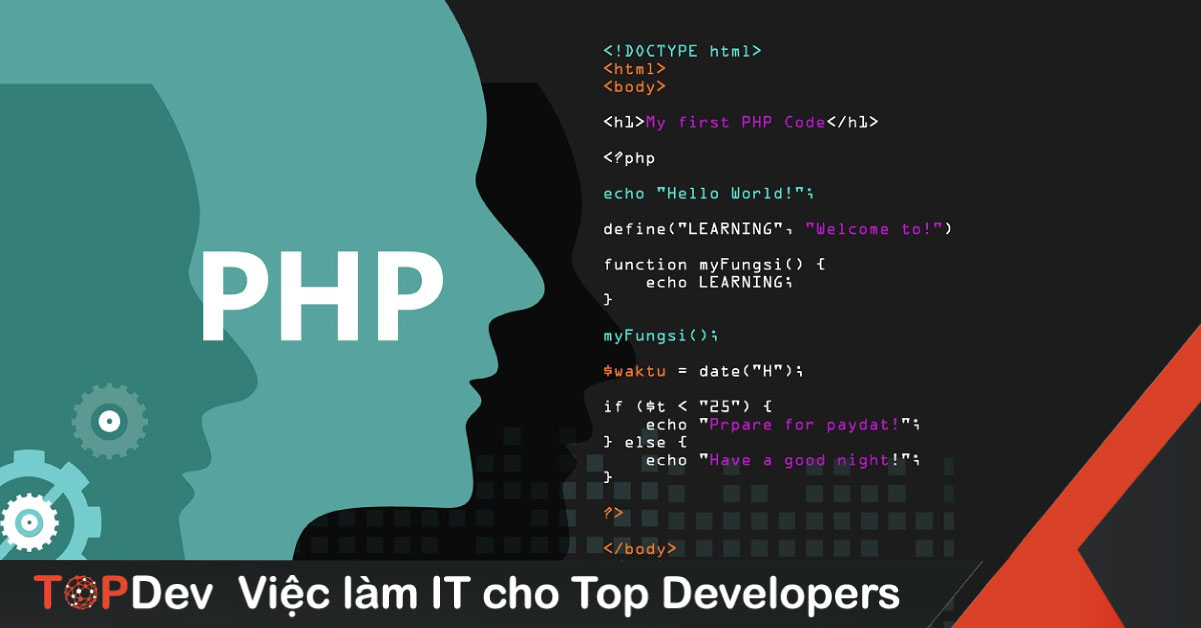 PHP
<!DOCTYPE html>
<html>
<body>
<h1>My first PHP Code</h1>
<?php
echo "Hello World!";
define("LEARNING", "Welcome to!")
function myFungsi() {
echo LEARNING;
}
myFungsi();
$waktu = date("H");
if ($t < "25") {
echo "Prpare for paydat!";
} else {
echo "Have a good night!";
}
?>
</body>
TOPDev Việc làm IT cho Top Developers